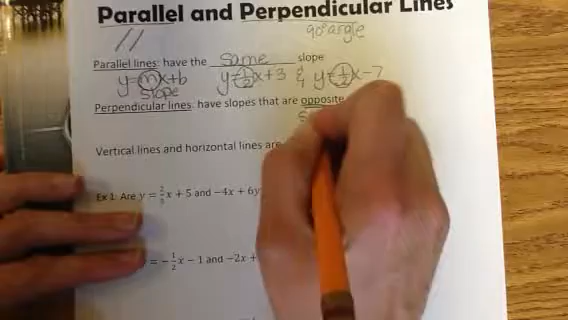 Parallel and Perpendicular Lines
90° angle
Parallel lines: have the same slope
y=mx+b y=1/2x+3 & y=1/2x-7
slope
Perpendicular lines: have slopes that are opposite
Vertical lines and horizontal lines are
Ex 1: Are y = 2/3x + 5 and -4x + 6y
= -1/2x - 1 and -2x +